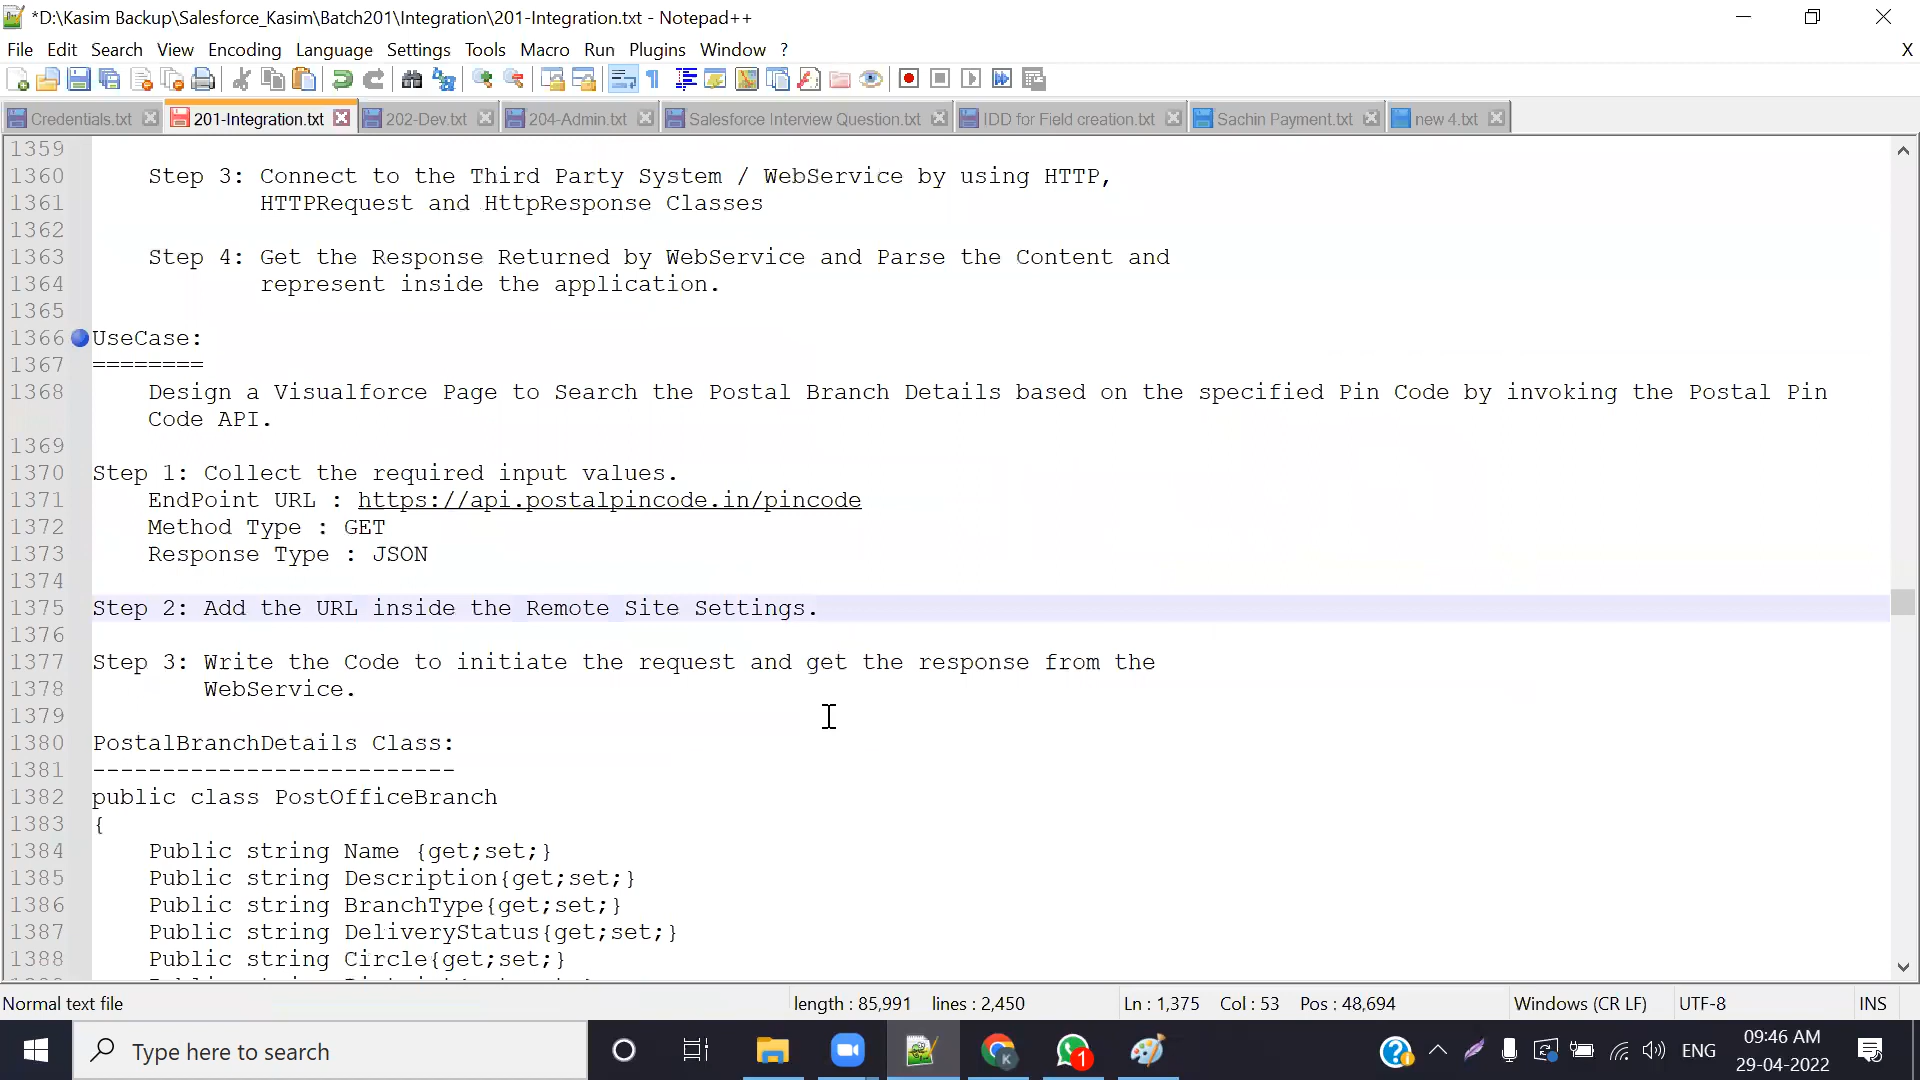 *D:\Kasim Backup\Salesforce_Kasim\Batch201\Integration\201-Integration.txt - Notepad++
File Edit Search View Encoding Language Settings Tools Macro Run Plugins Window ? X
Credentials.txt 201-Integration.txt 202-Dev.txt 204-Admin.txt Salesforce Interview Question.txt IDD for Field creation.txt Sachin Payment.txt new 4.txt
1359
1360 Step 3: Connect to the Third Party System / WebService by using HTTP,
1361 HTTPRequest and HttpResponse Classes
1362
1363 Step 4: Get the Response Returned by WebService and Parse the Content and
1364 represent inside the application.
1365
1366 UseCase:
1367 ========
1368 Design a Visualforce Page to Search the Postal Branch Details based on the specified Pin Code by invoking the Postal Pin
Code API.
1369
1370 Step 1: Collect the required input values.
1371 EndPoint URL : https://api.postalpincode.in/pincode
1372 Method Type : GET
1373 Response Type : JSON
1374
1375 Step 2: Add the URL inside the Remote Site Settings.
1376
1377 Step 3: Write the Code to initiate the request and get the response from the
1378 WebService.
1379
1380 PostalBranchDetails Class:
1381 --------------------------
1382 public class PostOfficeBranch
1383 {
1384 Public string Name {get;set;}
1385 Public string Description{get;set;}
1386 Public string BranchType{get;set;}
1387 Public string DeliveryStatus{get;set;}
1388 Public string Circle{get;set;}
Normal text file length : 85,991 lines : 2,450 Ln : 1,375 Col : 53 Pos : 48,694 Windows (CR LF) UTF-8 INS
Type here to search 1 ENG 09:46 AM
29-04-2022